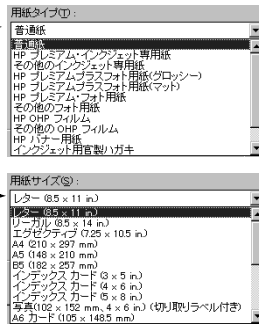 用紙タイプ(T):
普通紙
普通紙
HP プレミアム・インクジェット専用紙
その他のインクジェット専用紙
HP プレミアムプラスフォト用紙(グロッシー)
HP プレミアムプラスフォト用紙(マット)
HP プレミアム・フォト用紙
その他のフォト用紙
HP OHP フィルム
その他の OHP フィルム
HP バナー用紙
インクジェット用官製ハガキ
用紙サイズ(S):
レター (8.5 x 11 in.)
レター (8.5 x 11 in.)
リーガル (8.5 x 14 in.)
エグゼクティブ (7.25 x 10.5 in.)
A4 (210 x 297 mm)
A5 (148 x 210 mm)
B5 (182 x 257 mm)
インデックス カード (3 x 5 in.)
インデックス カード (4 x 6 in.)
インデックス カード (5 x 8 in.)
写真(102 x 152 mm, 4 x 6 in.) (切り取りラベル付き)
A6 カード (105 x 148.5 mm)